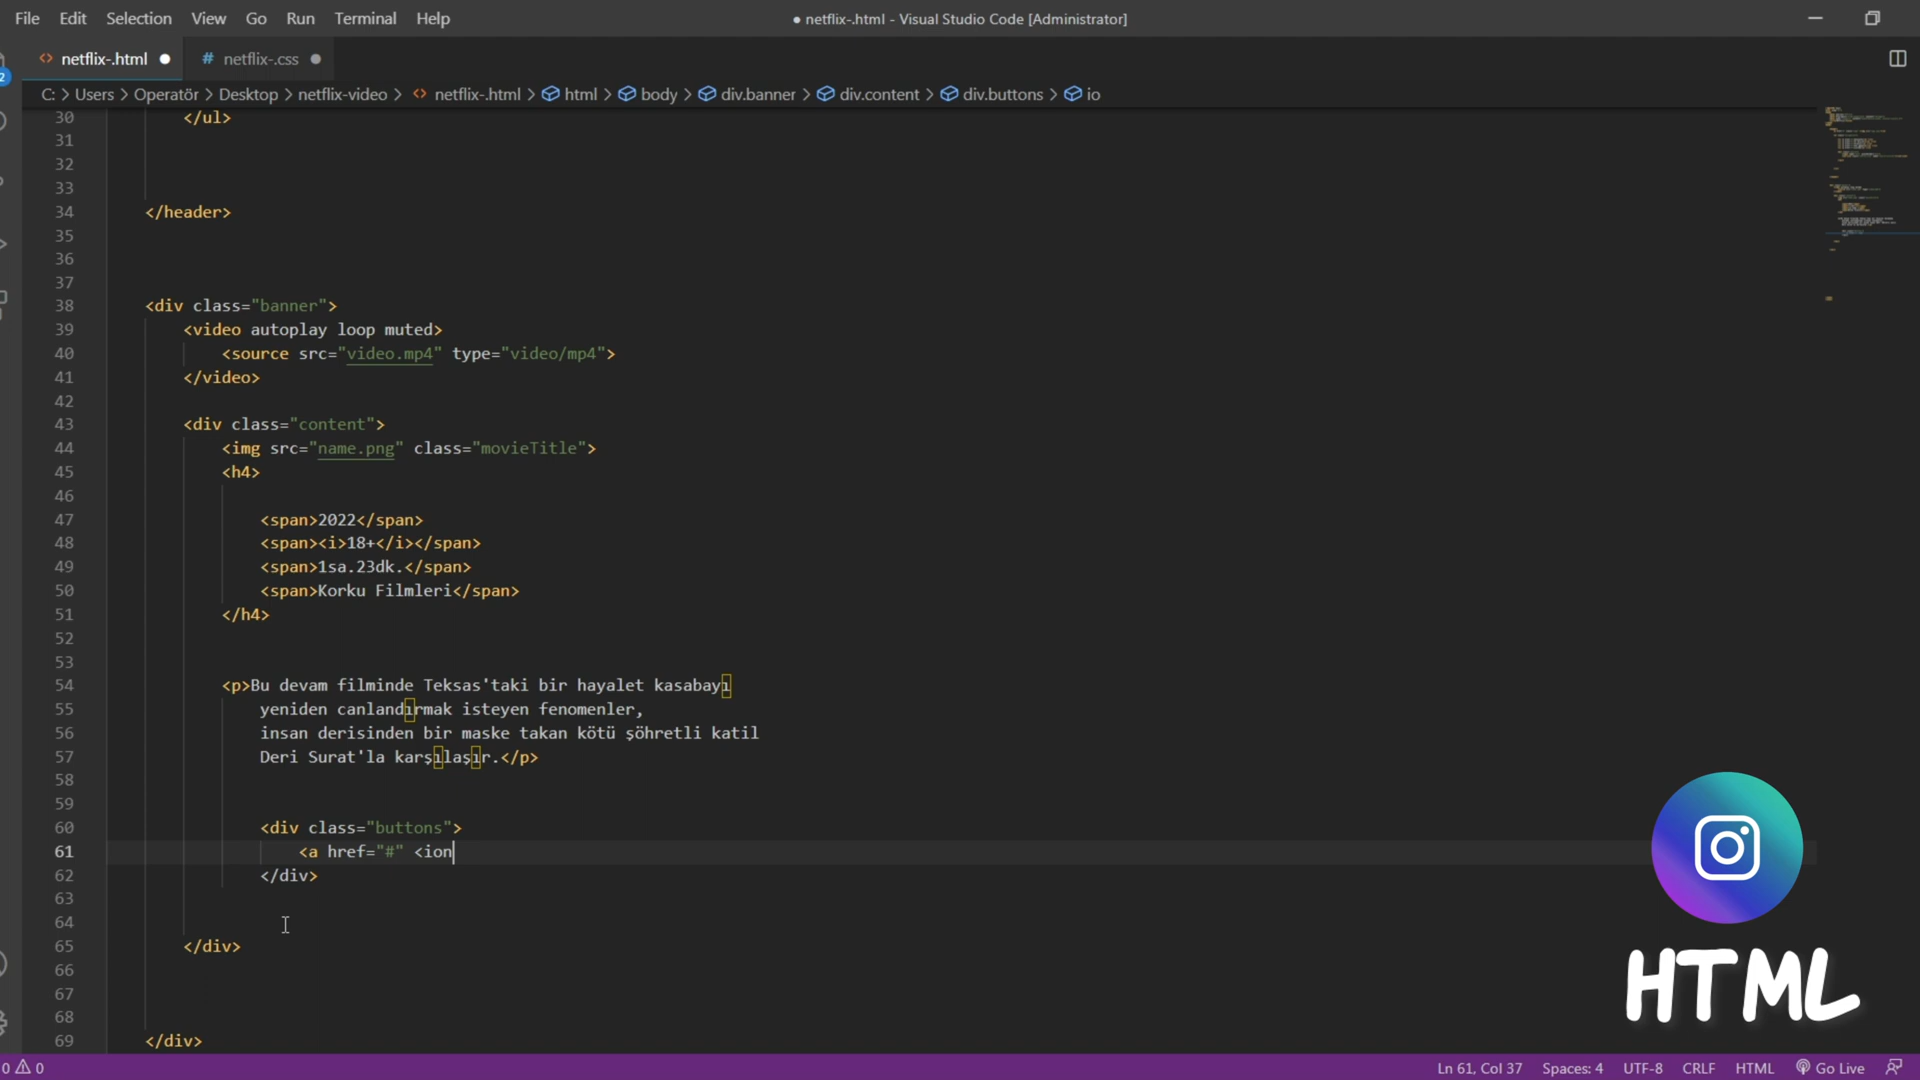 File Edit Selection View Go Run Terminal Help
● netflix-.html - Visual Studio Code [Administrator]
<> netflix-.html ●
# netflix-.css ●
C: > Users > Operatör > Desktop > netflix-video > <> netflix-.html > html > body > div.banner > div.content > div.buttons > io
2
30 </ul>
31
32
33
34 </header>
35
36
37
38 <div class="banner">
39 <video autoplay loop muted>
40 <source src="video.mp4" type="video/mp4">
41 </video>
42
43 <div class="content">
44 <img src="name.png" class="movieTitle">
45 <h4>
46
47 <span>2022</span>
48 <span><i>18+</i></span>
49 <span>1sa.23dk.</span>
50 <span>Korku Filmleri</span>
51 </h4>
52
53
54 <p>Bu devam filminde Teksas'taki bir hayalet kasabayı
55 yeniden canlandırmak isteyen fenomenler,
56 insan derisinden bir maske takan kötü şöhretli katil
57 Deri Surat'la karşılaşır.</p>
58
59
60 <div class="buttons">
61 <a href="#" <ion
62 </div>
63
64
65 </div>
66
67
68
69 </div>
HTML
0 0
Ln 61, Col 37 Spaces: 4 UTF-8 CRLF HTML Go Live